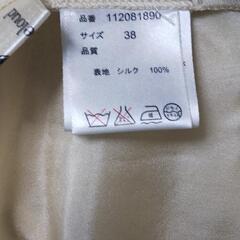 品番 112081890
サイズ 38
品質
表地 シルク 100%